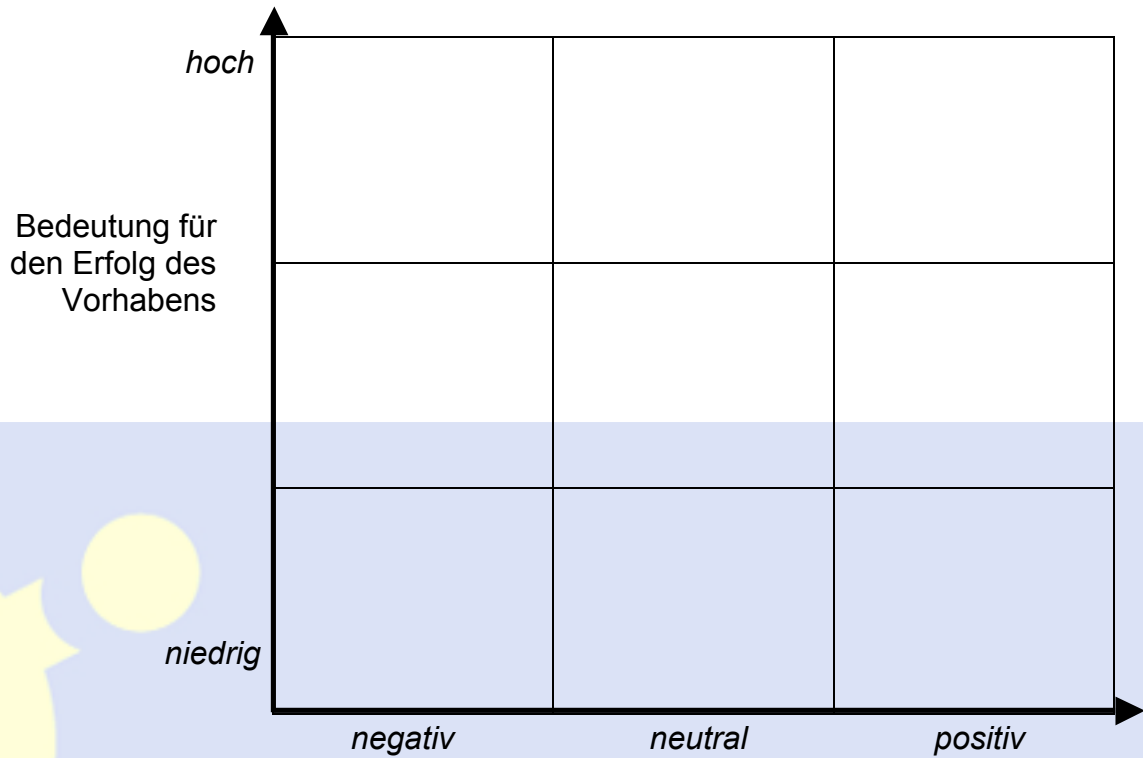 hoch
Bedeutung für
den Erfolg des
Vorhabens
niedrig
negativ neutral positiv